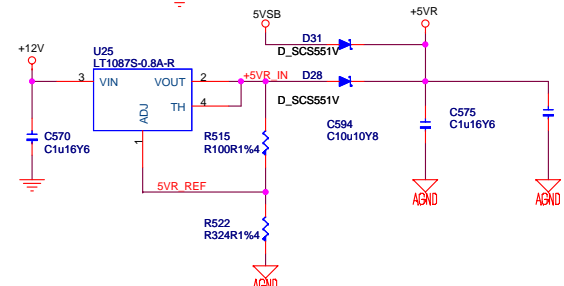 5VSB
+5VR
D31
D_SCS551V
+12V
U25
LT1087S-0.8A-R
3
VIN
VOUT
2
+5VR_IN
D28
D_SCS551V
TH
4
ADJ
1
C570
C1u16Y6
R515
R100R1%4
C594
C10u10Y8
C575
C1u16Y6
5VR_REF
AGND
AGND
R522
R324R1%4
AGND